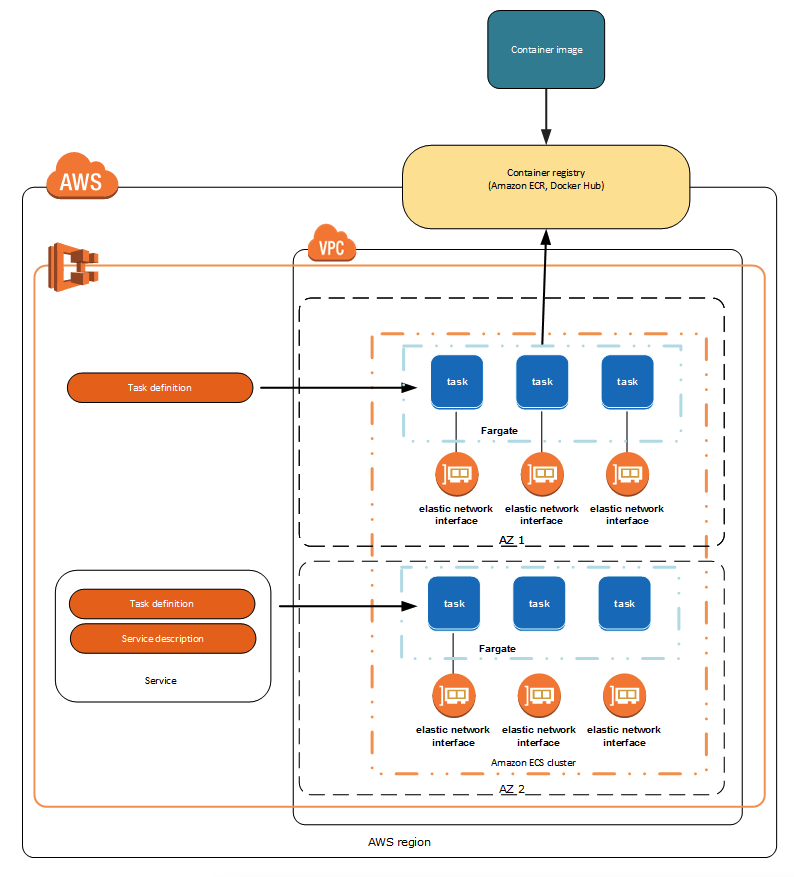 Container image
Container registry
(Amazon ECR, Docker Hub)
AWS
VPC
task
task
task
Task definition
Fargate
elastic network
interface
elastic network
interface
elastic network
interface
AZ 1
Task definition
Service description
Service
task
task
task
Fargate
elastic network
interface
elastic network
interface
elastic network
interface
Amazon ECS cluster
AZ 2
AWS region